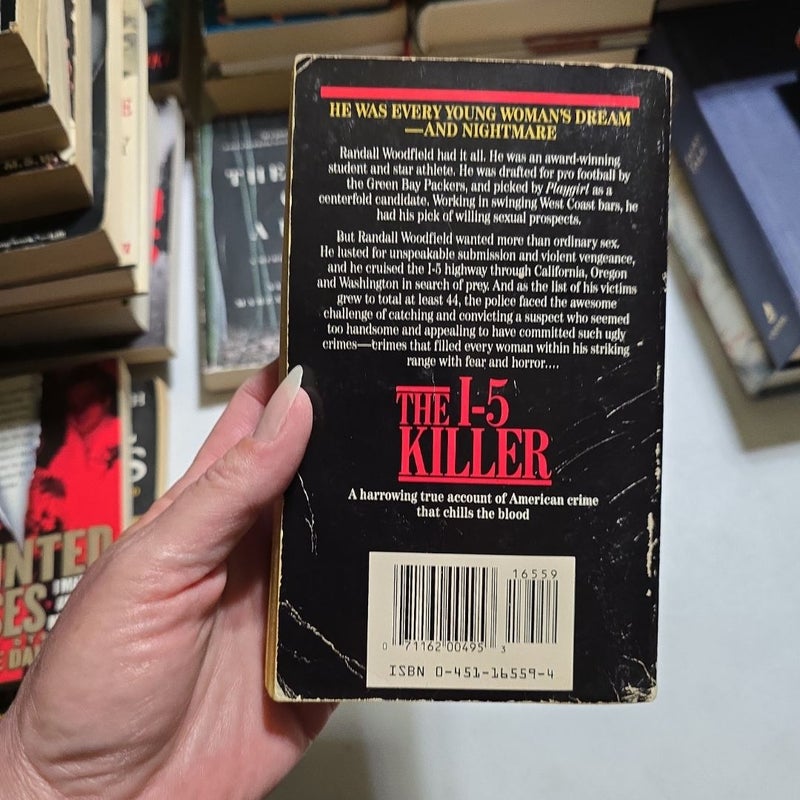 HE WAS EVERY YOUNG WOMAN'S DREAM
—AND NIGHTMARE
Randall Woodfield had it all. He was an award-winning
student and star athlete. He was drafted for pro football by
the Green Bay Packers, and picked by Playgirl as a
centerfold candidate. Working in swinging West Coast bars, he
had his pick of willing sexual prospects.
But Randall Woodfield wanted more than ordinary sex.
He lusted for unspeakable submission and violent vengeance,
and he cruised the I-5 highway through California, Oregon
and Washington in search of prey. And as the list of his victims
grew to total at least 44, the police faced the awesome
challenge of catching and convicting a suspect who seemed
too handsome and appealing to have committed such ugly
crimes—crimes that filled every woman within his striking
range with fear and horror....
THE I-5
KILLER
A harrowing true account of American crime
that chills the blood
16559
0 71162 00495 3
ISBN 0-451-16559-4